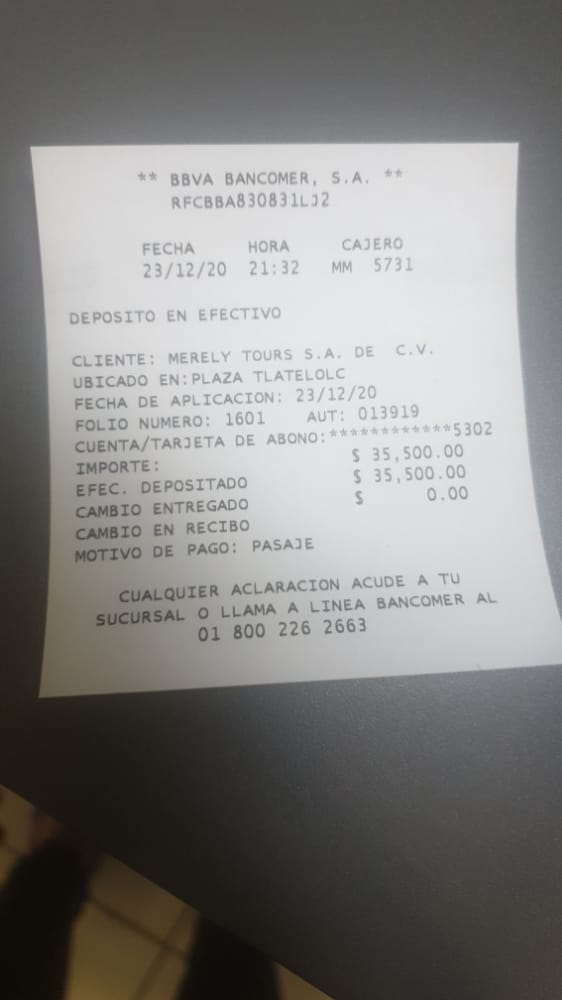 ** BBVA BANCOMER, S.A. **
RFCBBA830831LJ2
FECHA HORA CAJERO
23/12/20 21:32 MM 5731
DEPOSITO EN EFECTIVO
CLIENTE: MERELY TOURS S.A. DE C.V.
UBICADO EN:PLAZA TLATELOLC
FECHA DE APLICACION: 23/12/20
FOLIO NUMERO: 1601 AUT: 013919
CUENTA/TARJETA DE ABONO:************5302
IMPORTE: $ 35,500.00
EFEC. DEPOSITADO $ 35,500.00
CAMBIO ENTREGADO $ 0.00
CAMBIO EN RECIBO
MOTIVO DE PAGO: PASAJE
CUALQUIER ACLARACION ACUDE A TU
SUCURSAL O LLAMA A LINEA BANCOMER AL
01 800 226 2663